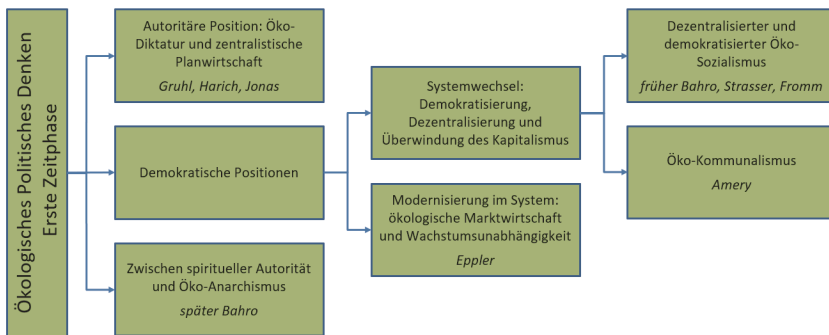 Ökologisches Politisches Denken
Erste Zeitphase
Autoritäre Position: Öko-
Diktatur und zentralistische
Planwirtschaft
Gruhl, Harich, Jonas
Demokratische Positionen
Zwischen spiritueller Autorität
und Öko-Anarchismus
später Bahro
Systemwechsel:
Demokratisierung,
Dezentralisierung und
Überwindung des Kapitalismus
Modernisierung im System:
ökologische Marktwirtschaft
und Wachstumsunabhängigkeit
Eppler
Dezentralisierter und
demokratisierter Öko-
Sozialismus
früher Bahro, Strasser, Fromm
Öko-Kommunalismus
Amery